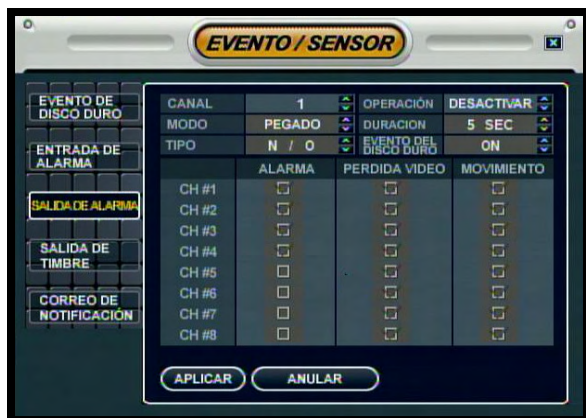 EVENTO / SENSOR
EVENTO DE
DISCO DURO
ENTRADA DE
ALARMA
SALIDA DE ALARMA
SALIDA DE
TIMBRE
CORREO DE
NOTIFICACIÓN
CANAL 1 OPERACIÓN DESACTIVAR
MODO PEGADO DURACION 5 SEC
TIPO N / O EVENTO DEL DISCO DURO ON
ALARMA PERDIDA VIDEO MOVIMIENTO
CH #1
CH #2
CH #3
CH #4
CH #5
CH #6
CH #7
CH #8
APLICAR ANULAR